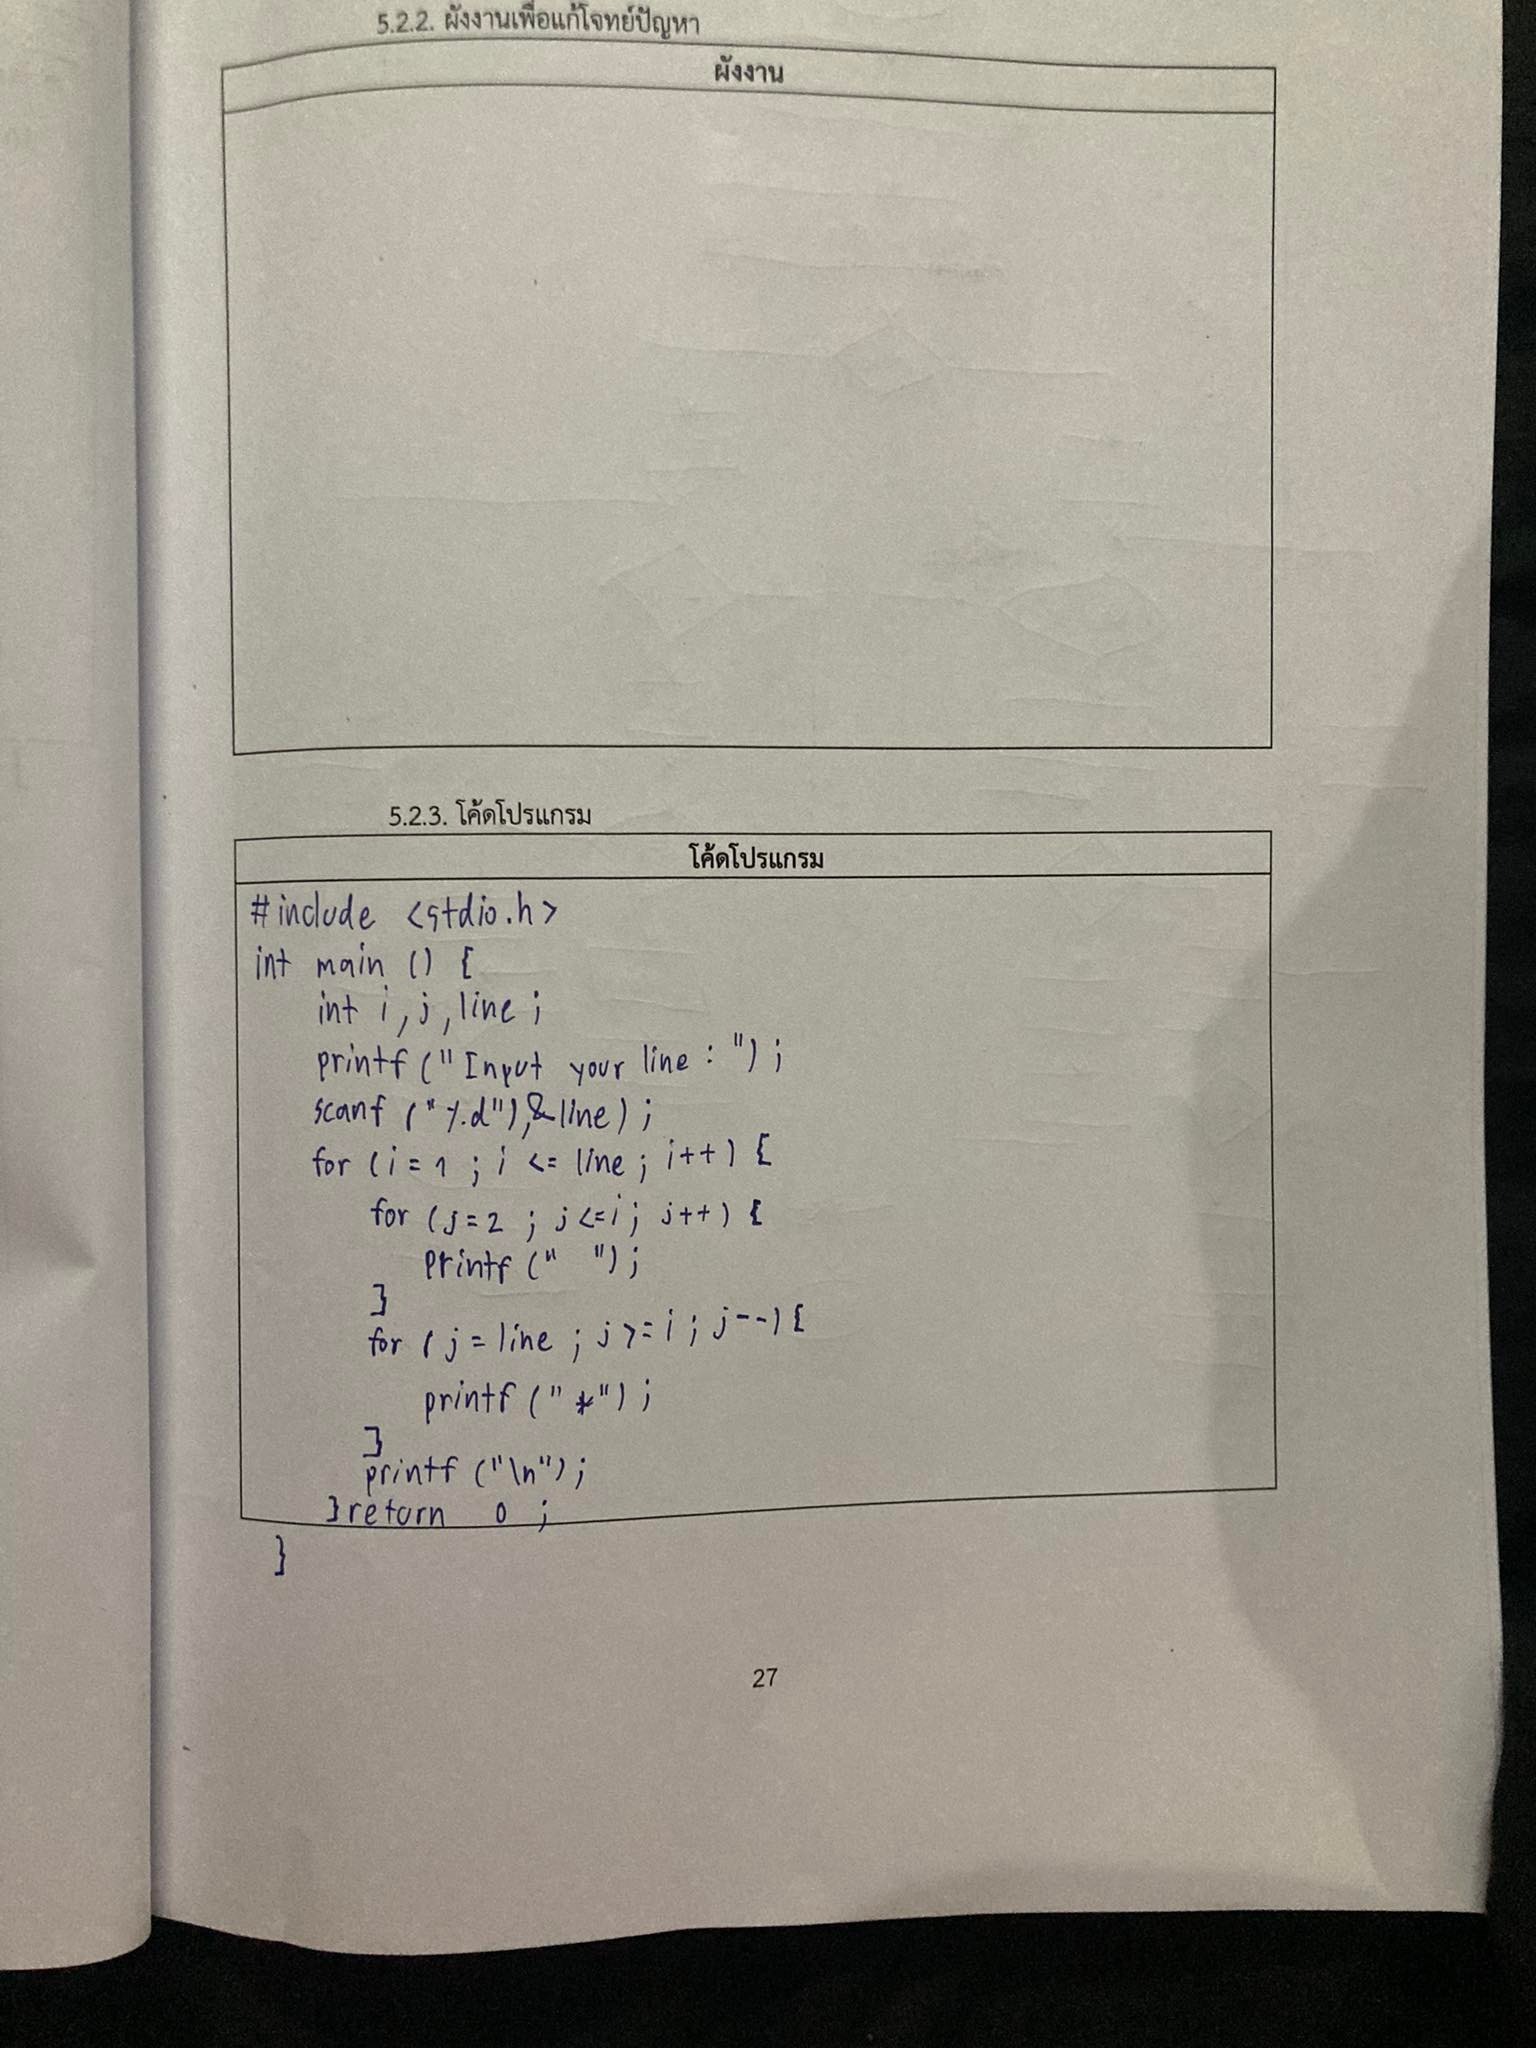 5.2.2. ผังงานเพื่อแก้โจทย์ปัญหา
ผังงาน
5.2.3. โค้ดโปรแกรม
โค้ดโปรแกรม
#include <stdio.h>
int main () {
int i, j, line ;
printf ("Input your line : ") ;
scanf ("%d"),&line) ;
for (i = 1 ; i <= line ; i++) {
for (j = 2 ; j <= i ; j++) {
printf (" ") ;
}
for (j = line ; j >= i ; j--) {
printf ("*") ;
}
printf ("\n") ;
} return 0 ;
}
27